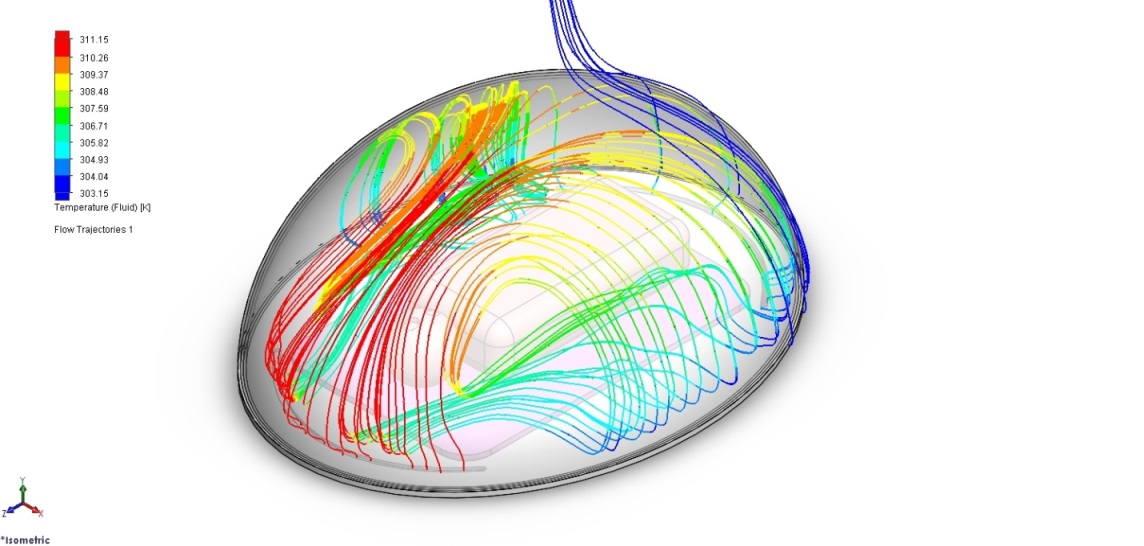 311.15
310.26
309.37
308.48
307.59
306.71
305.82
304.93
304.04
303.15
Temperature (Fluid) [K]
Flow Trajectories 1
Y
Z
X
*Isometric